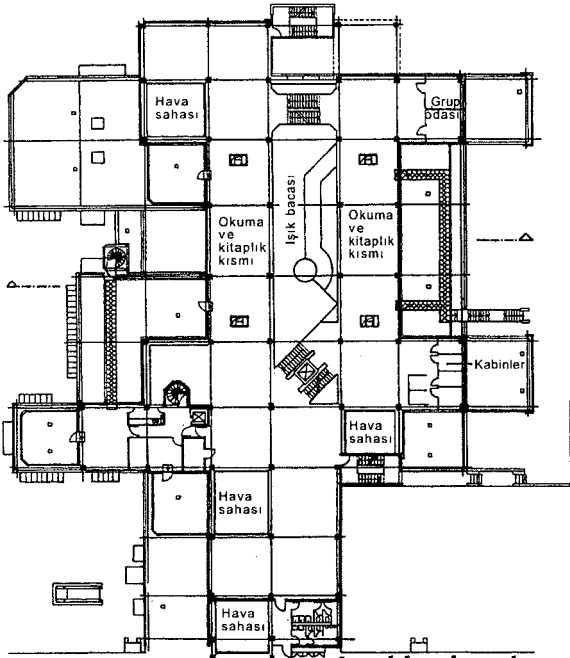 Hava
sahası
Grup
odası
Işık bacası
Okuma
ve
kitaplık
kısmı
Okuma
ve
kitaplık
kısmı
Kabinler
Hava
sahası
Hava
sahası
Hava
sahası